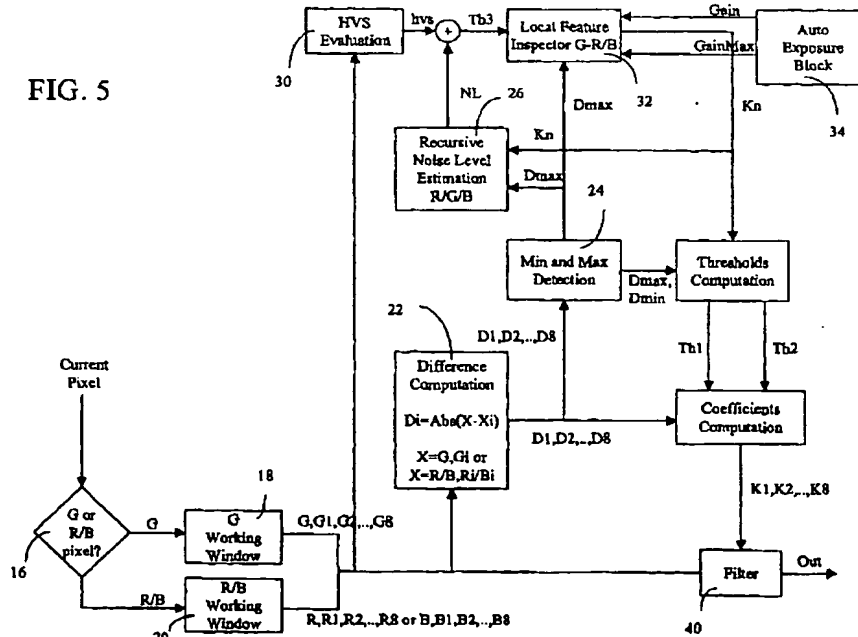 FIG. 5
HVS
Evaluation
30
hvs
+
Tb3
Local Feature
Inspector G-R/B
32
Gain
GainMax
Auto
Exposure
Block
34
NL
26
Dmax
Kn
Recursive
Noise Level
Estimation
R/G/B
Kn
Dmax
24
Min and Max
Detection
Dmax,
Dmin
Thresholds
Computation
22
D1, D2,..,D8
Th1
Th2
Difference
Computation
Di=Abs(X-Xi)
X=G,Gi or
X=R/B,Ri/Bi
D1,D2,..,D8
Coefficients
Computation
K1,K2,..,K8
Current
Pixel
G or
R/B
pixel?
16
G
18
G
Working
Window
G,G1,G2,..,G8
R/B
R/B
Working
Window
20
R,R1,R2,..,R8 or B,B1,B2,..,B8
Filter
Out
40